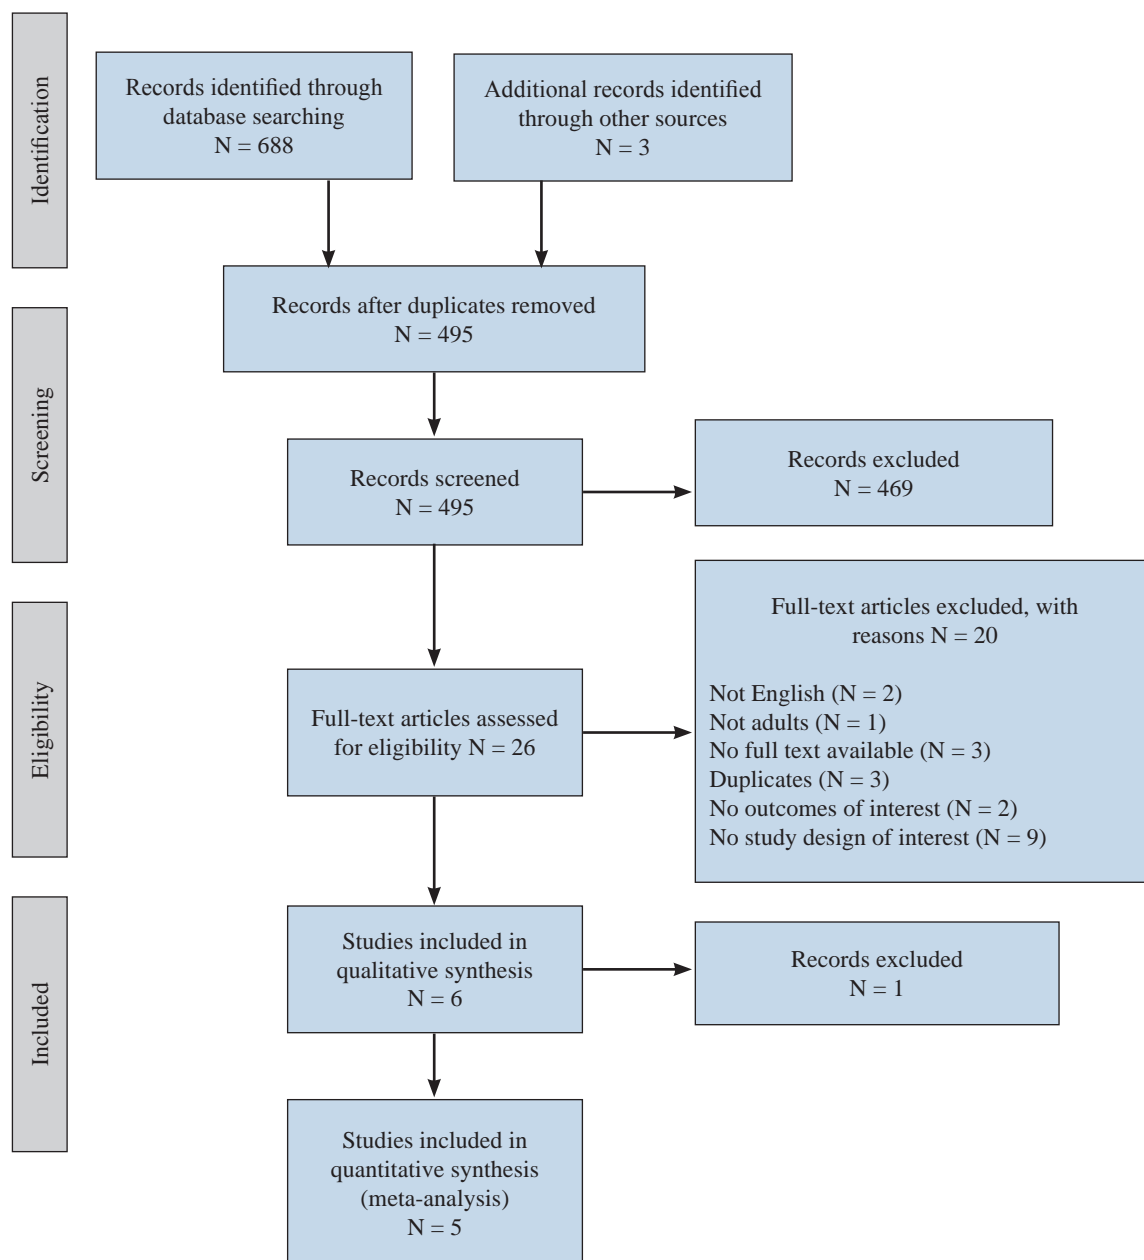 Identification
Records identified through
database searching
N = 688
Additional records identified
through other sources
N = 3
Records after duplicates removed
N = 495
Screening
Records screened
N = 495
Records excluded
N = 469
Eligibility
Full-text articles assessed
for eligibility N = 26
Full-text articles excluded, with
reasons N = 20
Not English (N = 2)
Not adults (N = 1)
No full text available (N = 3)
Duplicates (N = 3)
No outcomes of interest (N = 2)
No study design of interest (N = 9)
Included
Studies included in
qualitative synthesis
N = 6
Records excluded
N = 1
Studies included in
quantitative synthesis
(meta-analysis)
N = 5